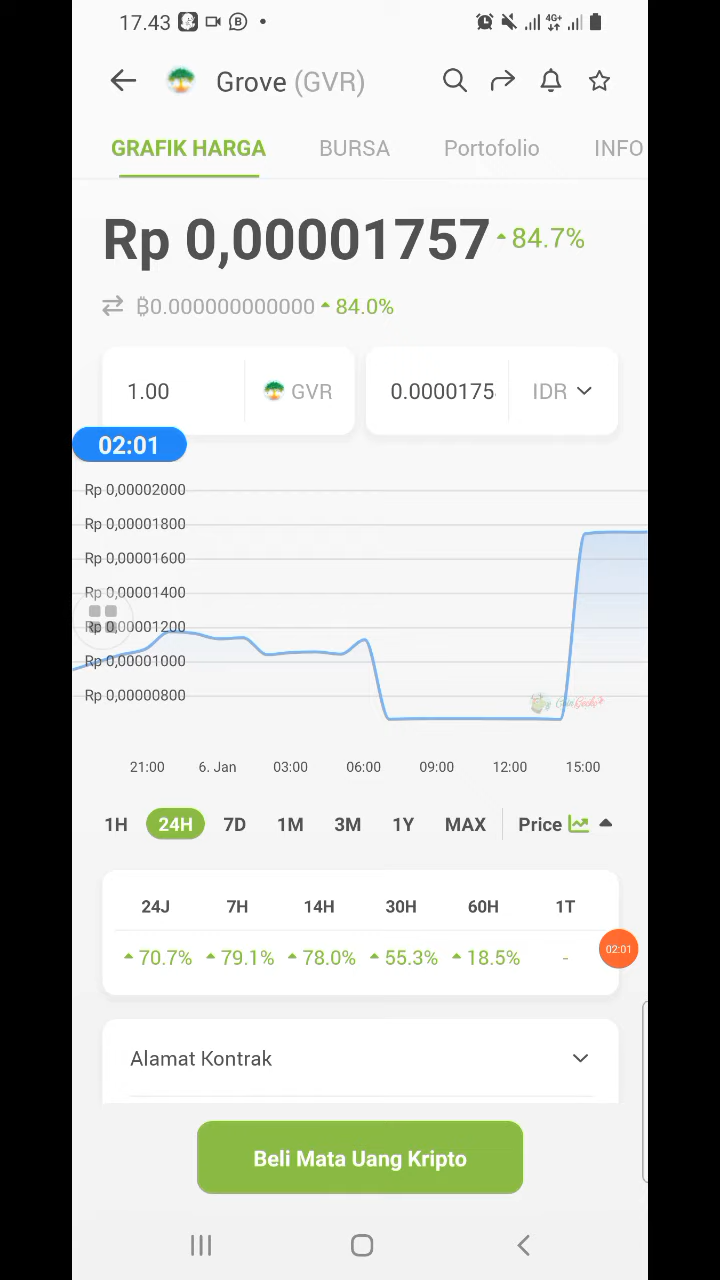 17.43
4G+
Grove (GVR)
GRAFIK HARGA
BURSA
Portofolio
INFO
Rp 0,00001757
84.7%
₿0.000000000000
84.0%
1.00
GVR
0.0000175
IDR
02:01
Rp 0,00002000
Rp 0,00001800
Rp 0,00001600
Rp 0,00001400
Rp 0,00001200
Rp 0,00001000
Rp 0,00000800
CoinGecko
21:00
6. Jan
03:00
06:00
09:00
12:00
15:00
1H
24H
7D
1M
3M
1Y
MAX
Price
24J
7H
14H
30H
60H
1T
70.7%
79.1%
78.0%
55.3%
18.5%
-
02:01
Alamat Kontrak
Beli Mata Uang Kripto